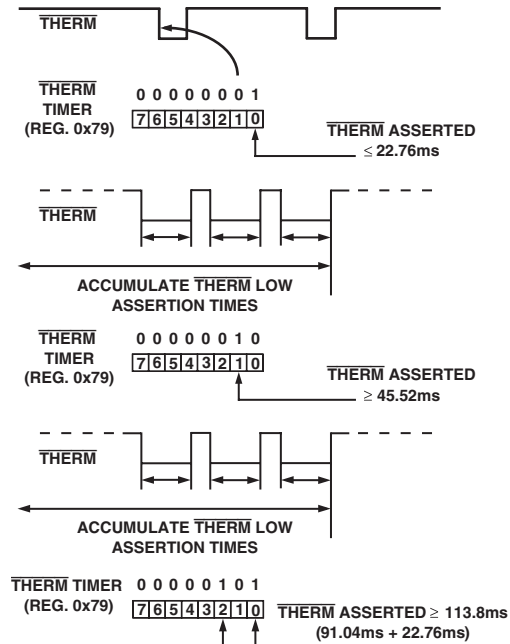 THERM
THERM
TIMER
(REG. 0x79)
0 0 0 0 0 0 0 1
7 6 5 4 3 2 1 0
THERM ASSERTED
≤ 22.76ms
THERM
ACCUMULATE THERM LOW
ASSERTION TIMES
THERM
TIMER
(REG. 0x79)
0 0 0 0 0 0 1 0
7 6 5 4 3 2 1 0
THERM ASSERTED
≥ 45.52ms
THERM
ACCUMULATE THERM LOW
ASSERTION TIMES
THERM TIMER
(REG. 0x79)
0 0 0 0 0 1 0 1
7 6 5 4 3 2 1 0
THERM ASSERTED ≥ 113.8ms
(91.04ms + 22.76ms)